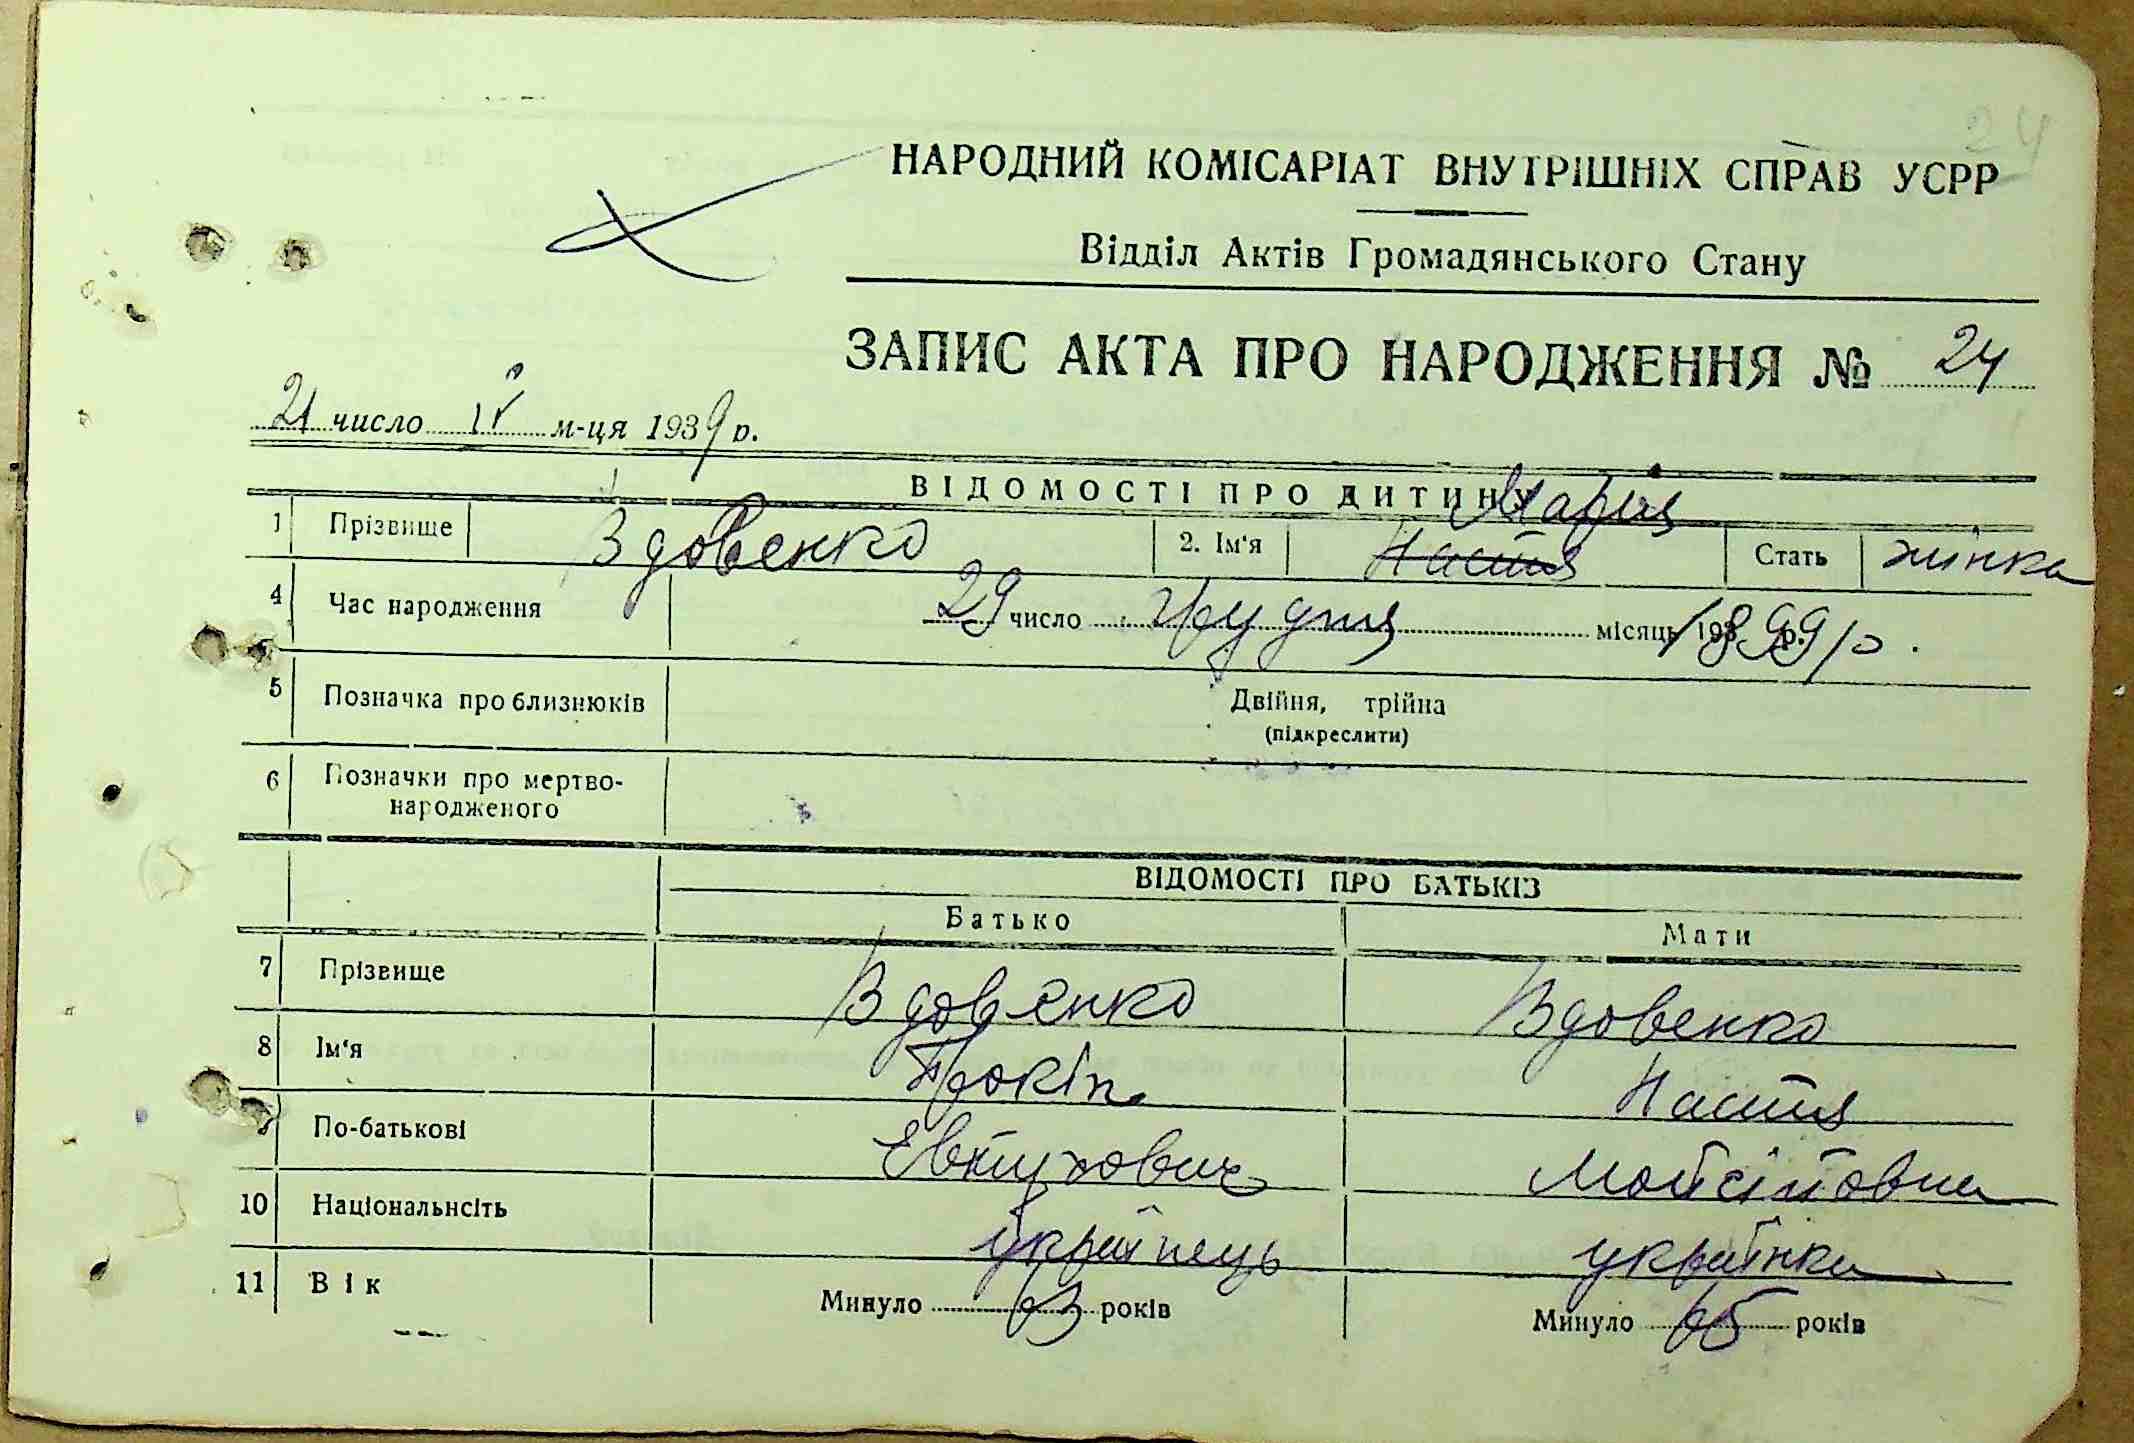 24
НАРОДНИЙ КОМІСАРІАТ ВНУТРІШНІХ СПРАВ УСРР
Відділ Актів Громадянського Стану
ЗАПИС АКТА ПРО НАРОДЖЕННЯ № 24
21 число IV м-ця 1939 р.
ВІДОМОСТІ ПРО ДИТИНУ
Марія
1 Прізвище Вдовенко 2. Ім'я Настя Стать жінка
4 Час народження 29 число грудня місяць 1899 р.
5 Позначка про близнюків Двійня, трійна
(підкреслити)
6 Позначки про мертво-
народженого
ВІДОМОСТІ ПРО БАТЬКІВ
Батько Мати
7 Прізвище Вдовенко Вдовенко
8 Ім'я Прокіп Настя
9 По-батькові Евтухович Мойсіївна
10 Національнсіть українець українка
11 Вік Минуло років Минуло 65 років